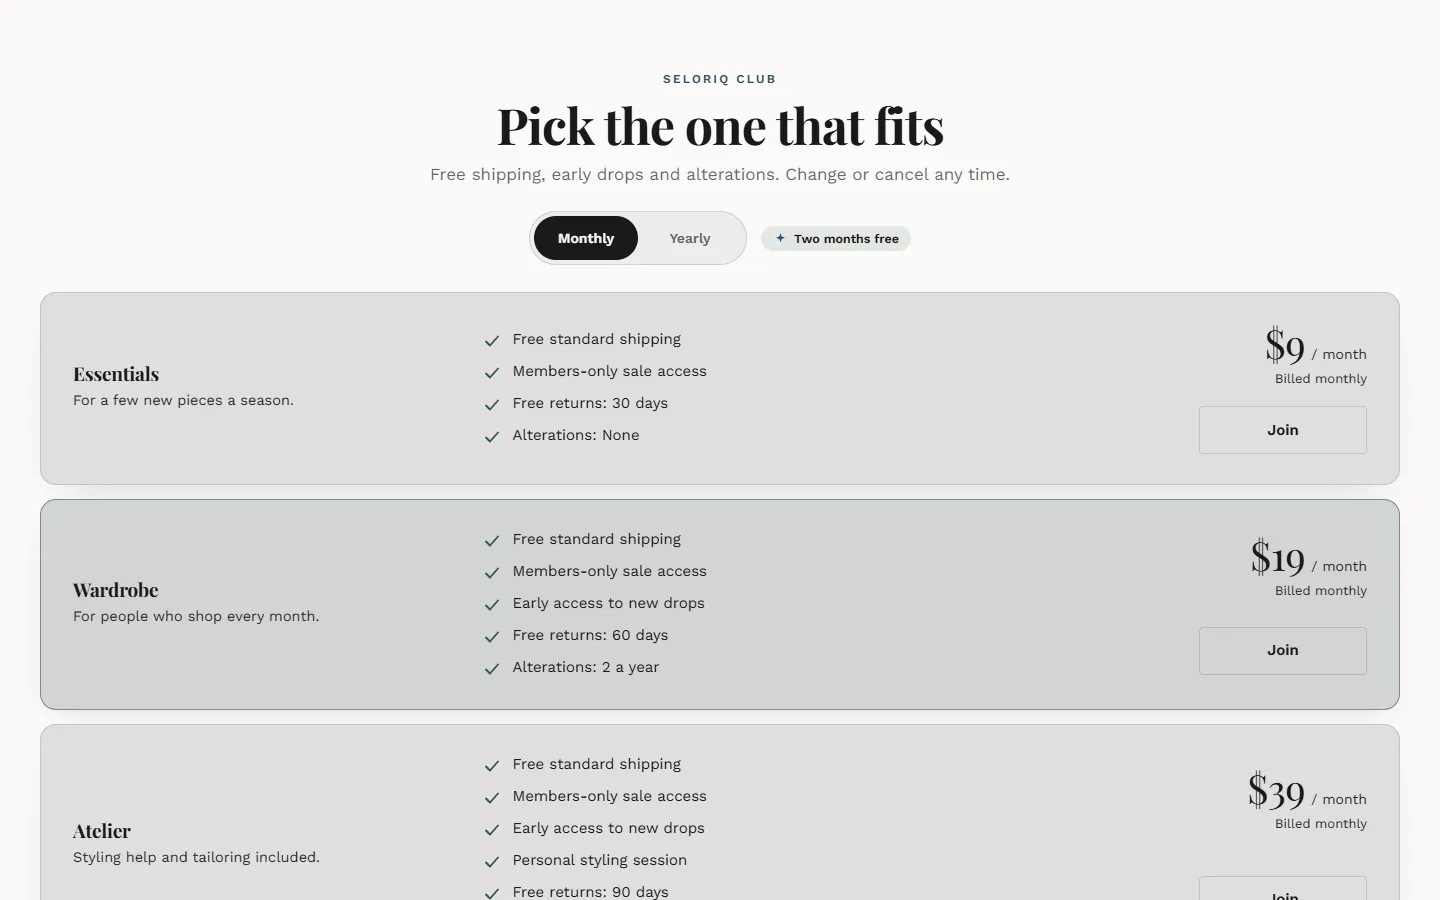 SELORIQ CLUB
Pick the one that fits
Free shipping, early drops and alterations. Change or cancel any time.
Monthly
Yearly
Two months free
Essentials
For a few new pieces a season.
Free standard shipping
Members-only sale access
Free returns: 30 days
Alterations: None
$9 / month
Billed monthly
Join
Wardrobe
For people who shop every month.
Free standard shipping
Members-only sale access
Early access to new drops
Free returns: 60 days
Alterations: 2 a year
$19 / month
Billed monthly
Join
Atelier
Styling help and tailoring included.
Free standard shipping
Members-only sale access
Early access to new drops
Personal styling session
Free returns: 90 days
$39 / month
Billed monthly
Join